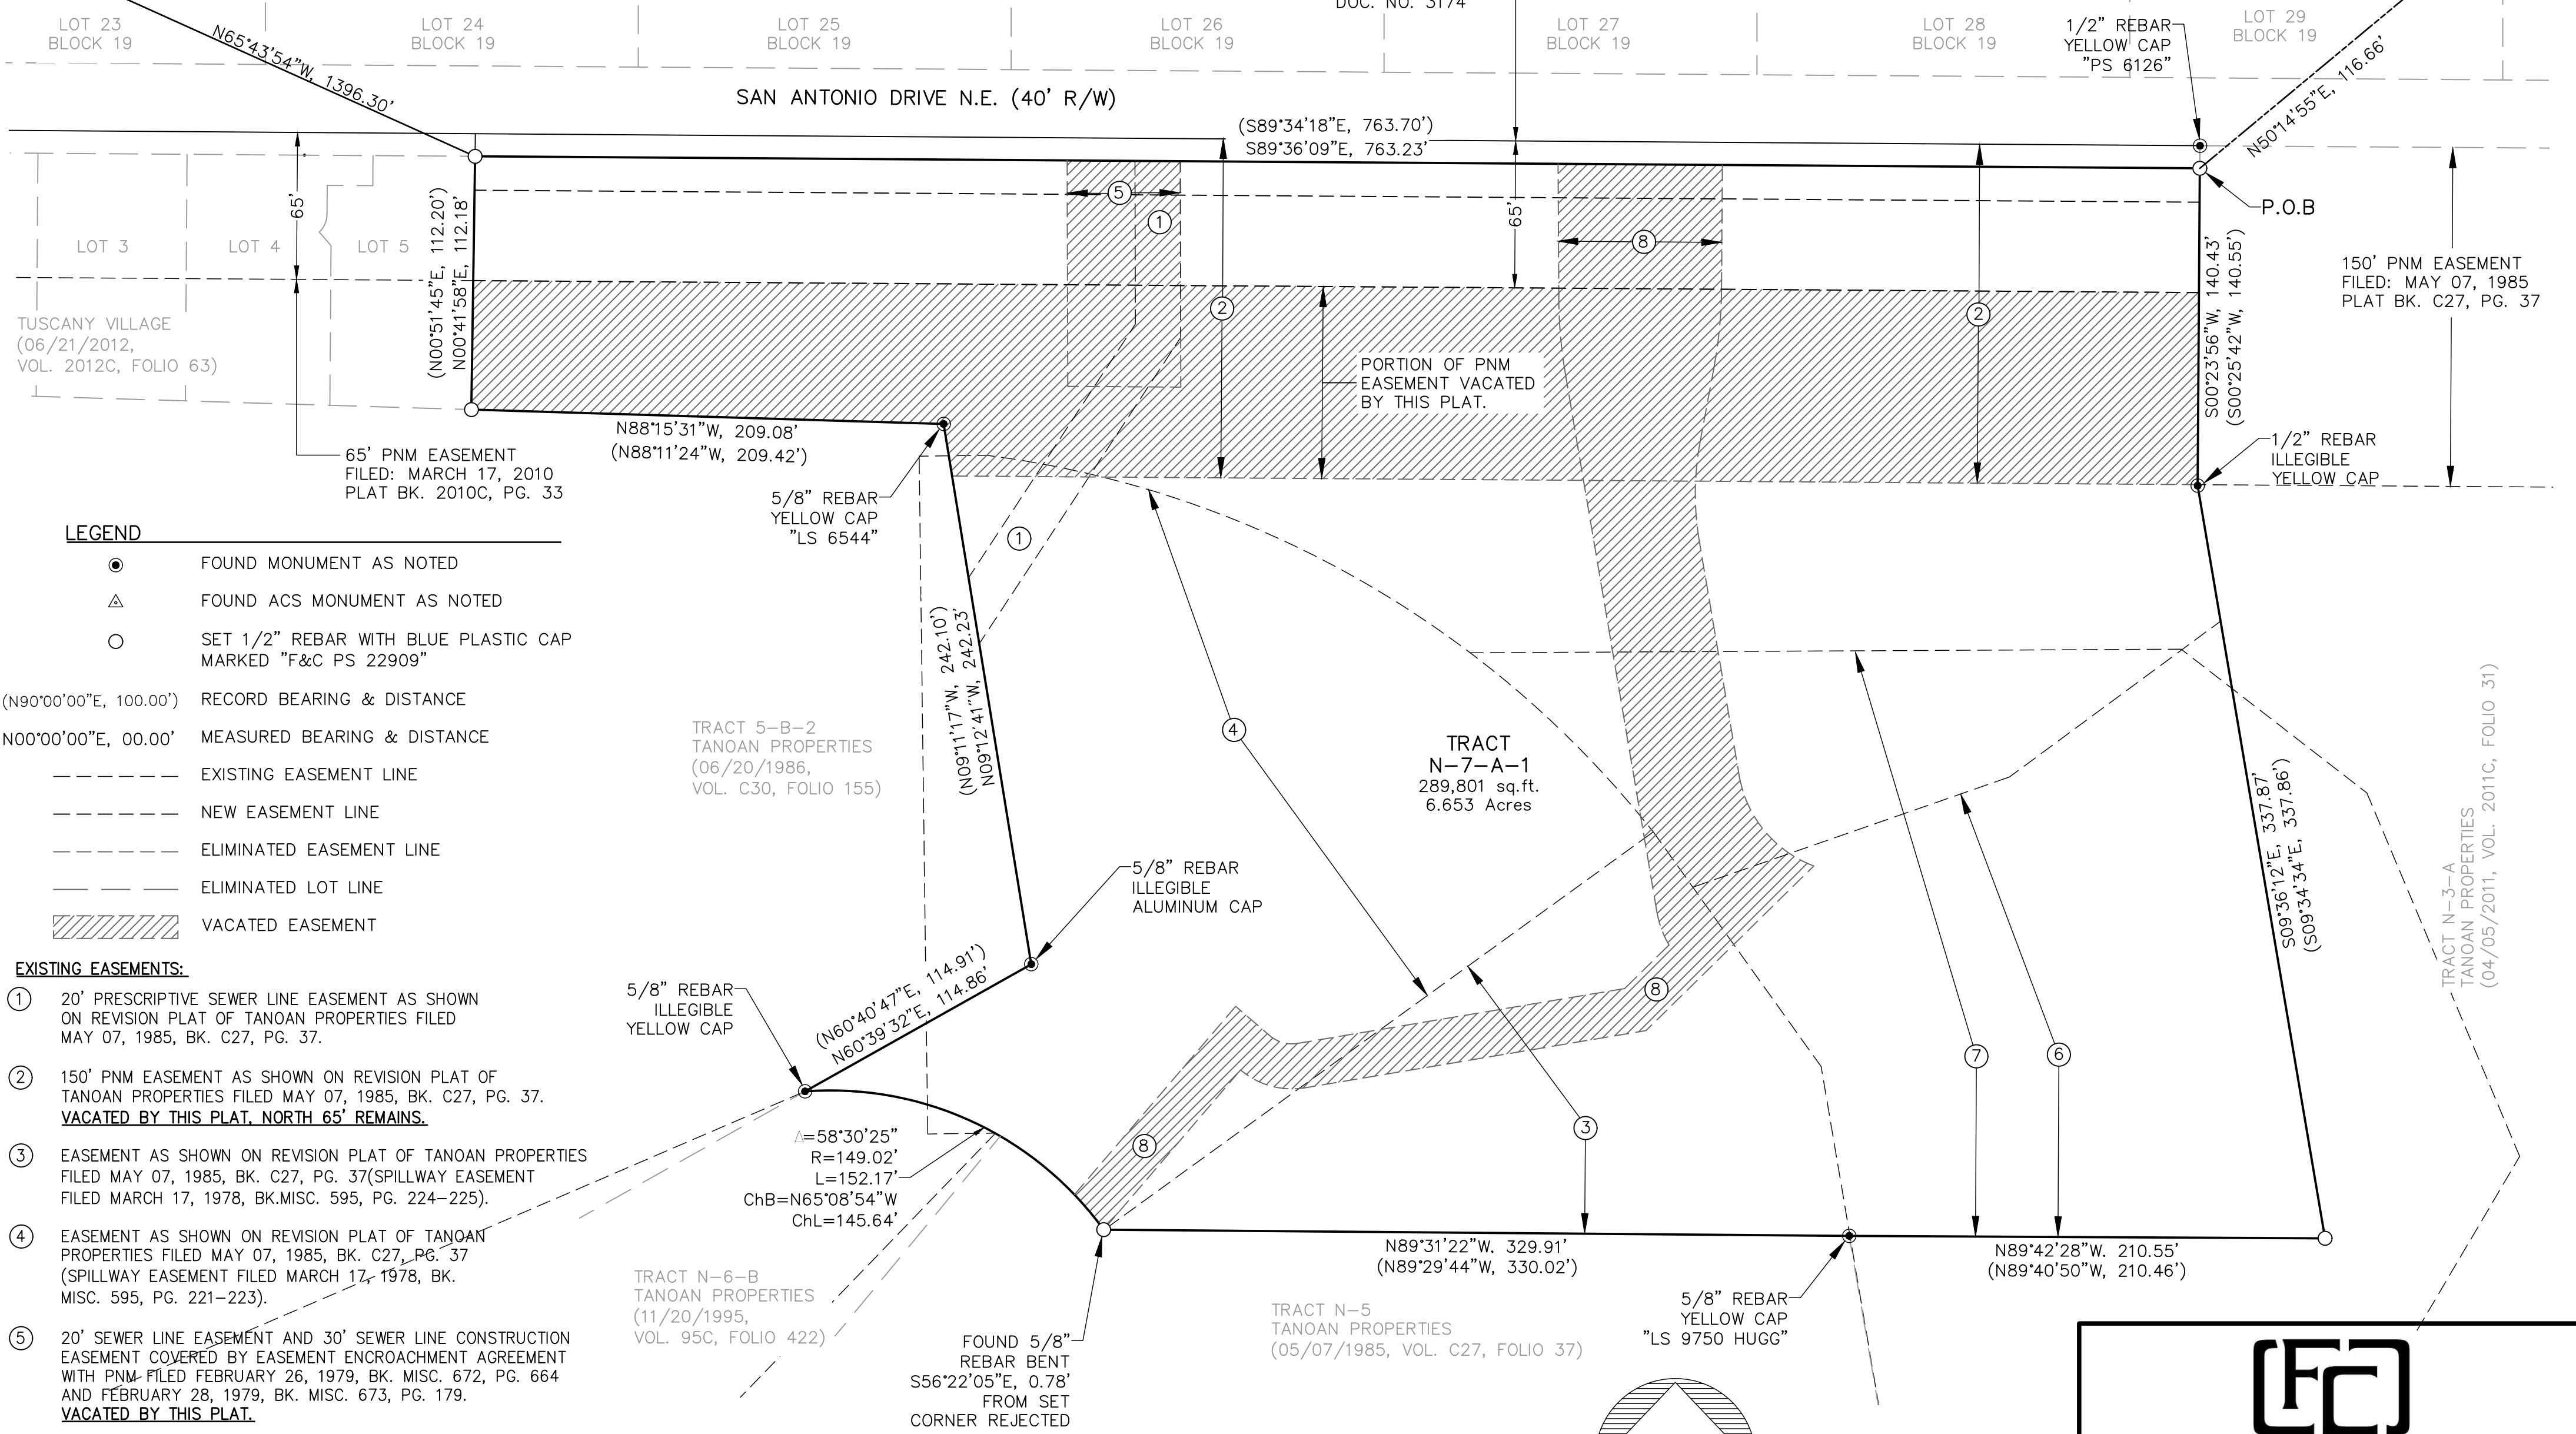 DOC. NO. 3174
LOT 23
BLOCK 19
LOT 24
BLOCK 19
LOT 25
BLOCK 19
LOT 26
BLOCK 19
LOT 27
BLOCK 19
LOT 28
BLOCK 19
LOT 29
BLOCK 19
1/2" REBAR
YELLOW CAP
"PS 6126"
N65°43'54"W, 1396.30'
SAN ANTONIO DRIVE N.E. (40' R/W)
(S89°34'18"E, 763.70')
S89°36'09"E, 763.23'
N50°14'55"E, 116.66'
P.O.B
65'
LOT 3
LOT 4
LOT 5
(N00°51'45"E, 112.20')
N00°41'58"E, 112.18'
5
1
2
65'
8
2
S00°23'56"W, 140.43'
(S00°25'42"W, 140.55')
150' PNM EASEMENT
FILED: MAY 07, 1985
PLAT BK. C27, PG. 37
TUSCANY VILLAGE
(06/21/2012,
VOL. 2012C, FOLIO 63)
PORTION OF PNM
EASEMENT VACATED
BY THIS PLAT.
N88°15'31"W, 209.08'
(N88°11'24"W, 209.42')
65' PNM EASEMENT
FILED: MARCH 17, 2010
PLAT BK. 2010C, PG. 33
5/8" REBAR
YELLOW CAP
"LS 6544"
1/2" REBAR
ILLEGIBLE
YELLOW CAP
1
LEGEND
FOUND MONUMENT AS NOTED
FOUND ACS MONUMENT AS NOTED
SET 1/2" REBAR WITH BLUE PLASTIC CAP
MARKED "F&C PS 22909"
(N90°00'00"E, 100.00') RECORD BEARING & DISTANCE
N00°00'00"E, 00.00' MEASURED BEARING & DISTANCE
EXISTING EASEMENT LINE
NEW EASEMENT LINE
ELIMINATED EASEMENT LINE
ELIMINATED LOT LINE
VACATED EASEMENT
(N09°11'17"W, 242.10')
N09°12'41"W, 242.23'
TRACT 5-B-2
TANOAN PROPERTIES
(06/20/1986,
VOL. C30, FOLIO 155)
4
TRACT
N-7-A-1
289,801 sq.ft.
6.653 Acres
S09°36'12"E, 337.87'
(S09°34'34"E, 337.86')
TRACT N-3-A
TANOAN PROPERTIES
(04/05/2011, VOL. 2011C, FOLIO 31)
5/8" REBAR
ILLEGIBLE
ALUMINUM CAP
(N60°40'47"E, 114.91')
N60°39'32"E, 114.86'
5/8" REBAR
ILLEGIBLE
YELLOW CAP
8
7
6
3
8
EXISTING EASEMENTS:
1 20' PRESCRIPTIVE SEWER LINE EASEMENT AS SHOWN
ON REVISION PLAT OF TANOAN PROPERTIES FILED
MAY 07, 1985, BK. C27, PG. 37.
2 150' PNM EASEMENT AS SHOWN ON REVISION PLAT OF
TANOAN PROPERTIES FILED MAY 07, 1985, BK. C27, PG. 37.
VACATED BY THIS PLAT, NORTH 65' REMAINS.
3 EASEMENT AS SHOWN ON REVISION PLAT OF TANOAN PROPERTIES
FILED MAY 07, 1985, BK. C27, PG. 37(SPILLWAY EASEMENT
FILED MARCH 17, 1978, BK.MISC. 595, PG. 224-225).
4 EASEMENT AS SHOWN ON REVISION PLAT OF TANOAN
PROPERTIES FILED MAY 07, 1985, BK. C27, PG. 37
(SPILLWAY EASEMENT FILED MARCH 17, 1978, BK.
MISC. 595, PG. 221-223).
5 20' SEWER LINE EASEMENT AND 30' SEWER LINE CONSTRUCTION
EASEMENT COVERED BY EASEMENT ENCROACHMENT AGREEMENT
WITH PNM FILED FEBRUARY 26, 1979, BK. MISC. 672, PG. 664
AND FEBRUARY 28, 1979, BK. MISC. 673, PG. 179.
VACATED BY THIS PLAT.
Δ=58°30'25"
R=149.02'
L=152.17'
ChB=N65°08'54"W
ChL=145.64'
TRACT N-6-B
TANOAN PROPERTIES
(11/20/1995,
VOL. 95C, FOLIO 422)
FOUND 5/8"
REBAR BENT
S56°22'05"E, 0.78'
FROM SET
CORNER REJECTED
N89°31'22"W. 329.91'
(N89°29'44"W, 330.02')
TRACT N-5
TANOAN PROPERTIES
(05/07/1985, VOL. C27, FOLIO 37)
5/8" REBAR
YELLOW CAP
"LS 9750 HUGG"
N89°42'28"W. 210.55'
(N89°40'50"W, 210.46')
FC